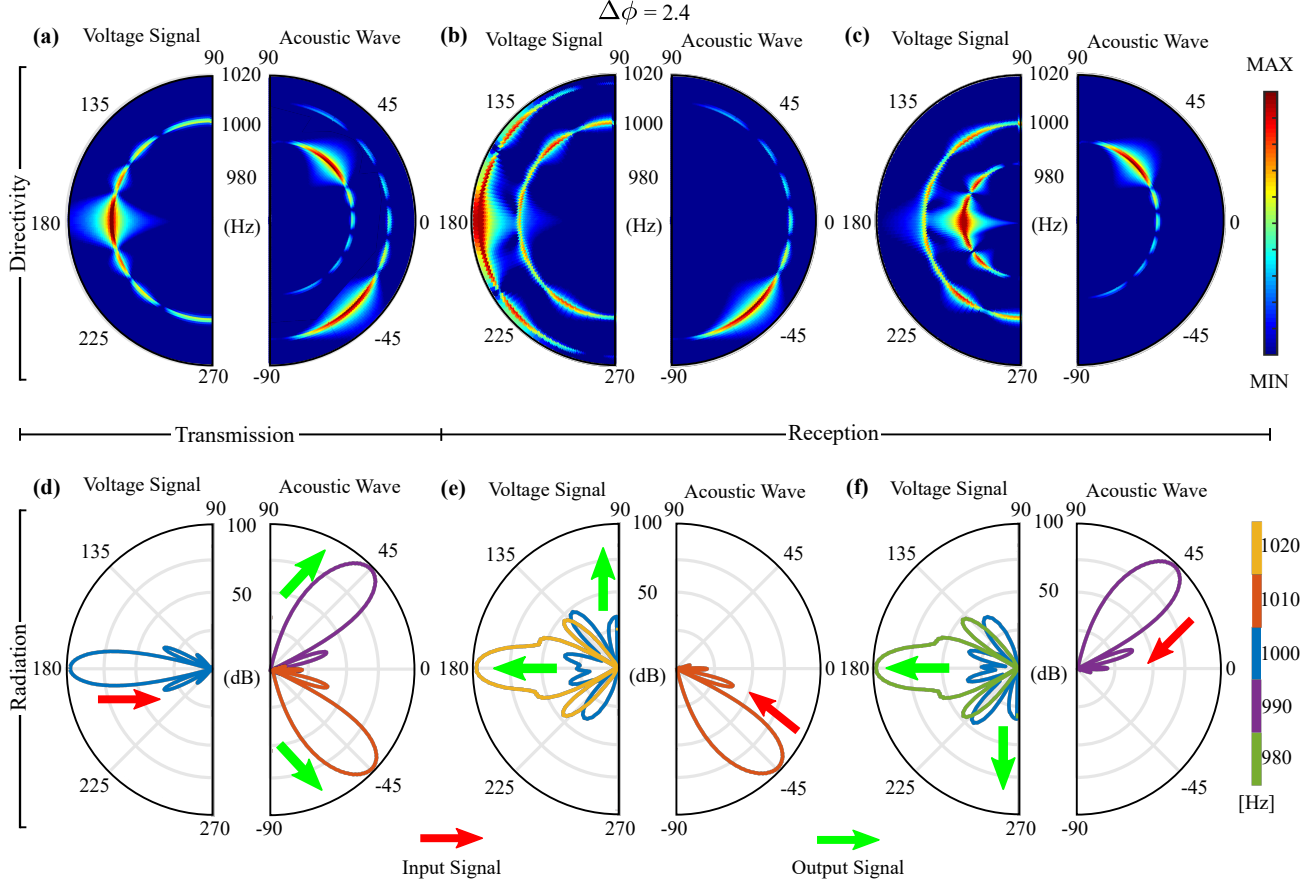 Δϕ = 2.4
(a) Voltage Signal Acoustic Wave
90 90
1020
135 45
1000
980
180 (Hz) 0
225 -45
270 -90
(b) Voltage Signal Acoustic Wave
90 90
1020
135 45
1000
980
180 (Hz) 0
225 -45
270 -90
(c) Voltage Signal Acoustic Wave
90 90
1020
135 45
1000
980
180 (Hz) 0
225 -45
270 -90
MAX
MIN
Directivity
Transmission Reception
(d) Voltage Signal Acoustic Wave
90 90
100
135 45
50
180 (dB) 0
225 -45
270 -90
(e) Voltage Signal Acoustic Wave
90 90
100
135 45
50
180 (dB) 0
225 -45
270 -90
(f) Voltage Signal Acoustic Wave
90 90
100
135 45
50
180 (dB) 0
225 -45
270 -90
1020
1010
1000
990
980
[Hz]
Radiation
Input Signal Output Signal